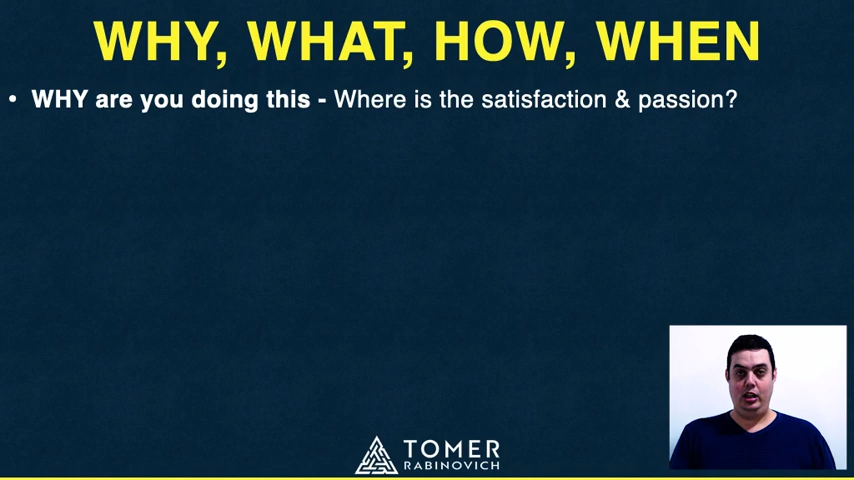 WHY, WHAT, HOW, WHEN
• WHY are you doing this - Where is the satisfaction & passion?
TOMER
RABINOVICH